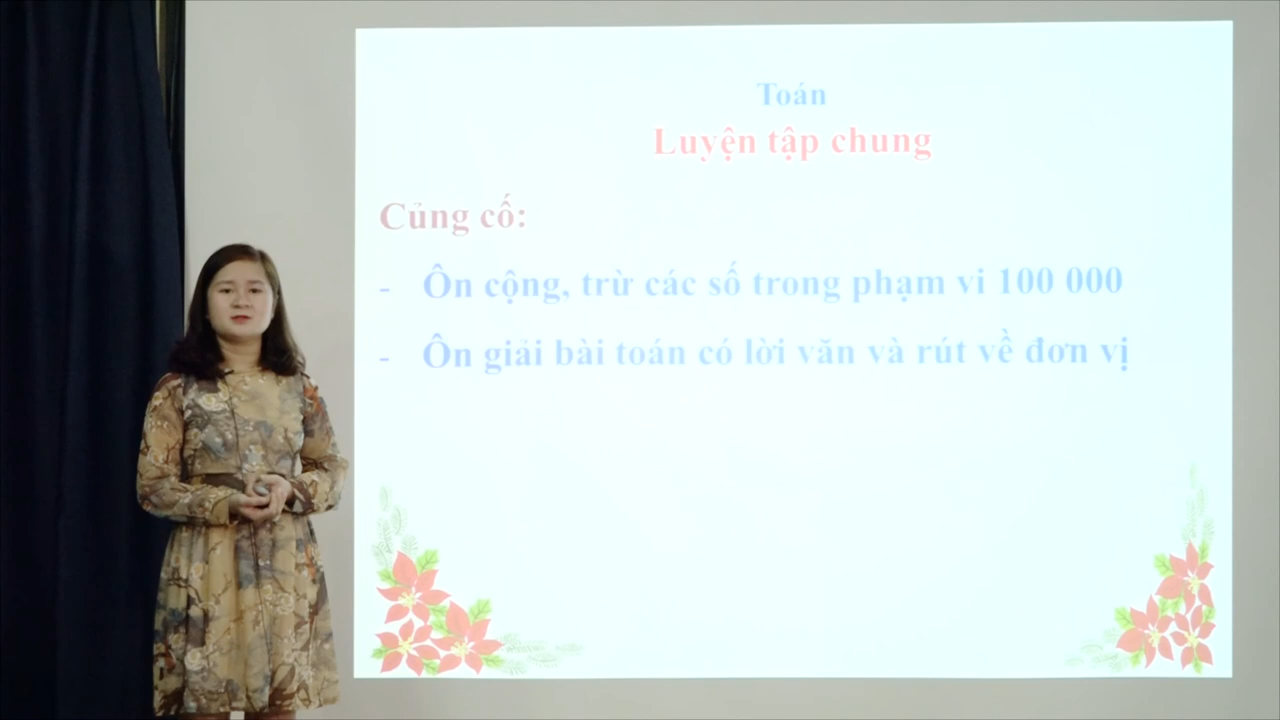 Toán
Luyện tập chung
Củng cố:
- Ôn cộng, trừ các số trong phạm vi 100 000
- Ôn giải bài toán có lời văn và rút về đơn vị